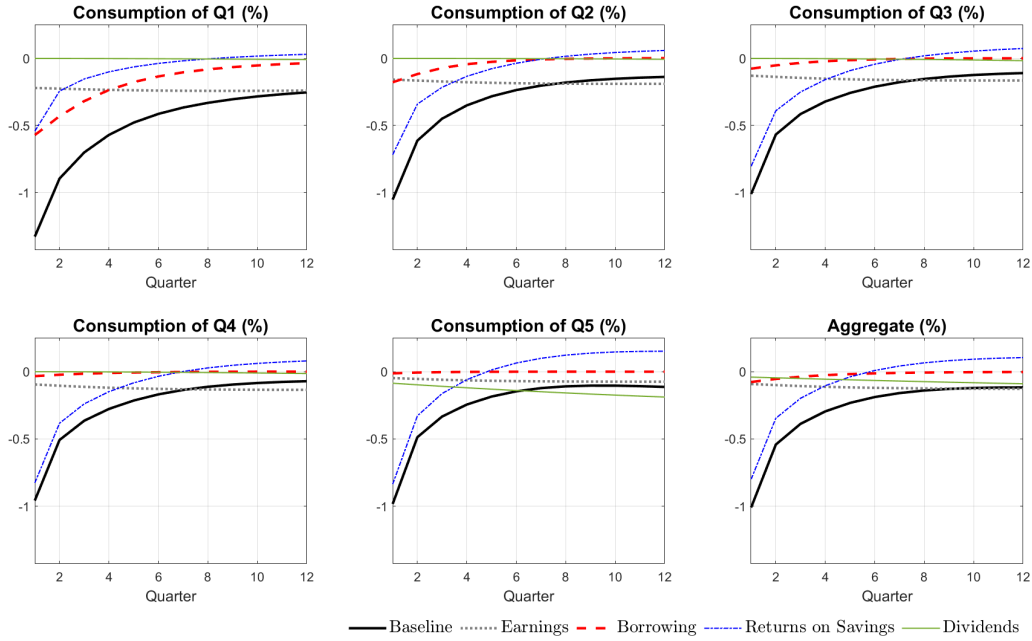 Consumption of Q1 (%)
Consumption of Q2 (%)
Consumption of Q3 (%)
0
-0.5
-1
2 4 6 8 10 12
Quarter
0
-0.5
-1
2 4 6 8 10 12
Quarter
0
-0.5
-1
2 4 6 8 10 12
Quarter
Consumption of Q4 (%)
Consumption of Q5 (%)
Aggregate (%)
0
-0.5
-1
2 4 6 8 10 12
Quarter
0
-0.5
-1
2 4 6 8 10 12
Quarter
0
-0.5
-1
2 4 6 8 10 12
Quarter
Baseline Earnings Borrowing Returns on Savings Dividends